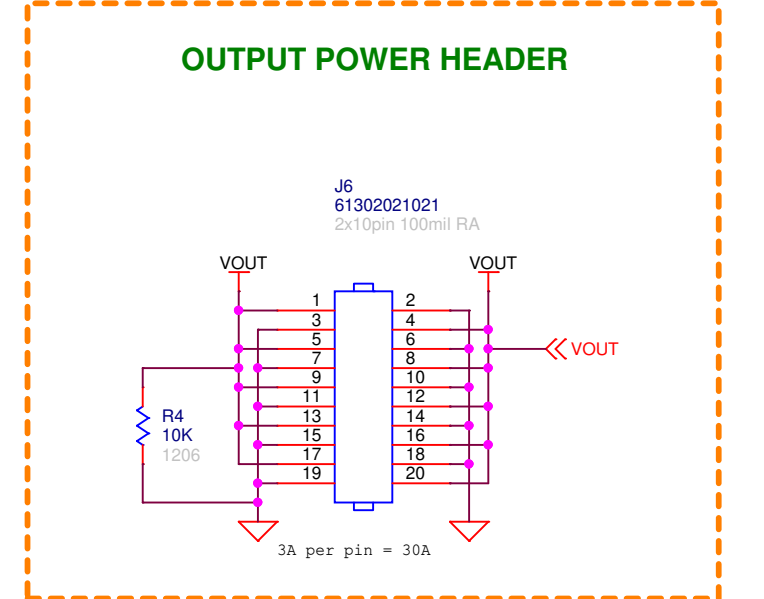 OUTPUT POWER HEADER
J6
61302021021
2x10pin 100mil RA
VOUT VOUT
1 2
3 4
5 6
VOUT
7 8
9 10
11 12
13 14
R4
10K
15 16
1206
17 18
19 20
3A per pin = 30A